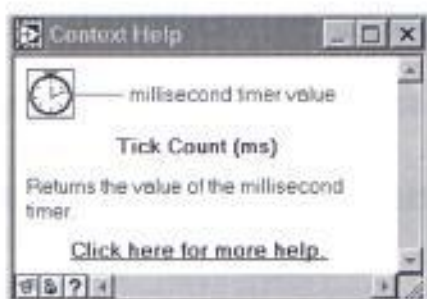 Context Help
millisecond timer value
Tick Count (ms)
Returns the value of the millisecond
timer.
Click here for more help.
?